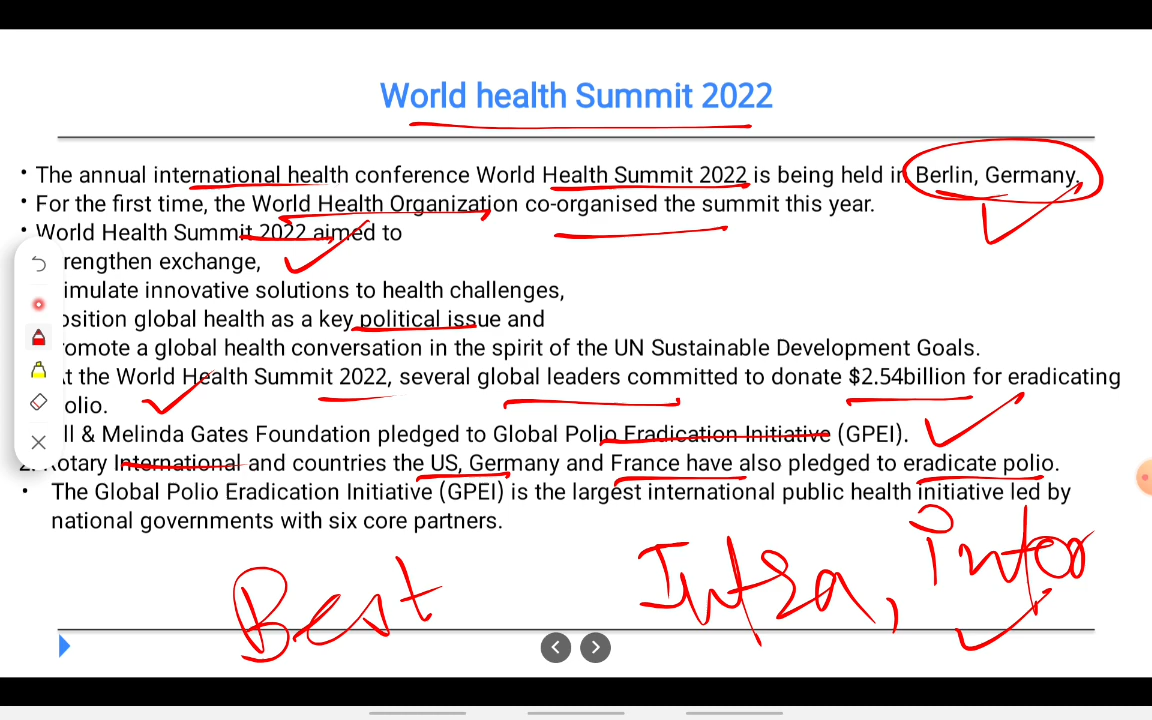 World health Summit 2022
• The annual international health conference World Health Summit 2022 is being held in Berlin, Germany.
• For the first time, the World Health Organization co-organised the summit this year.
• World Health Summit 2022 aimed to
rengthen exchange,
imulate innovative solutions to health challenges,
osition global health as a key political issue and
romote a global health conversation in the spirit of the UN Sustainable Development Goals.
t the World Health Summit 2022, several global leaders committed to donate $2.54billion for eradicating
olio.
ll & Melinda Gates Foundation pledged to Global Polio Eradication Initiative (GPEI).
2. Rotary International and countries the US, Germany and France have also pledged to eradicate polio.
• The Global Polio Eradication Initiative (GPEI) is the largest international public health initiative led by
national governments with six core partners.
Best Intra, inter